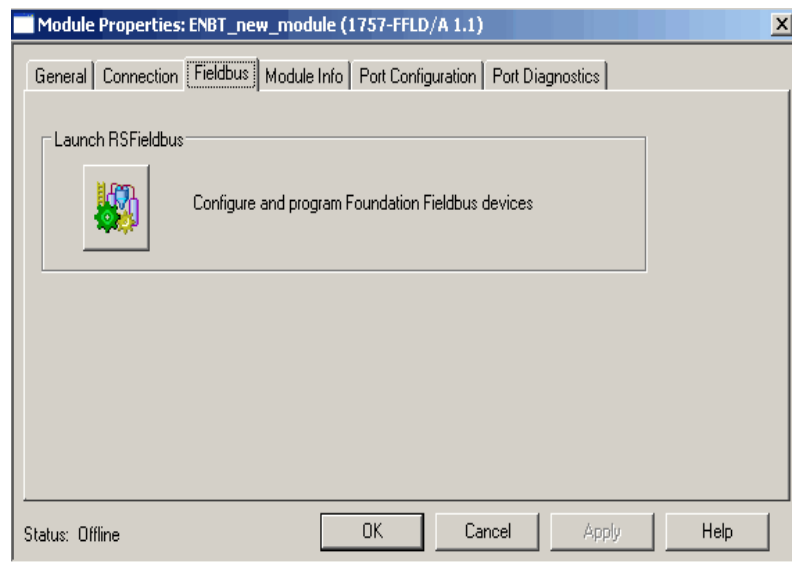 Module Properties: ENBT_new_module (1757-FFLD/A 1.1)
General Connection Fieldbus Module Info Port Configuration Port Diagnostics
Launch RSFieldbus
Configure and program Foundation Fieldbus devices
Status: Offline OK Cancel Apply Help